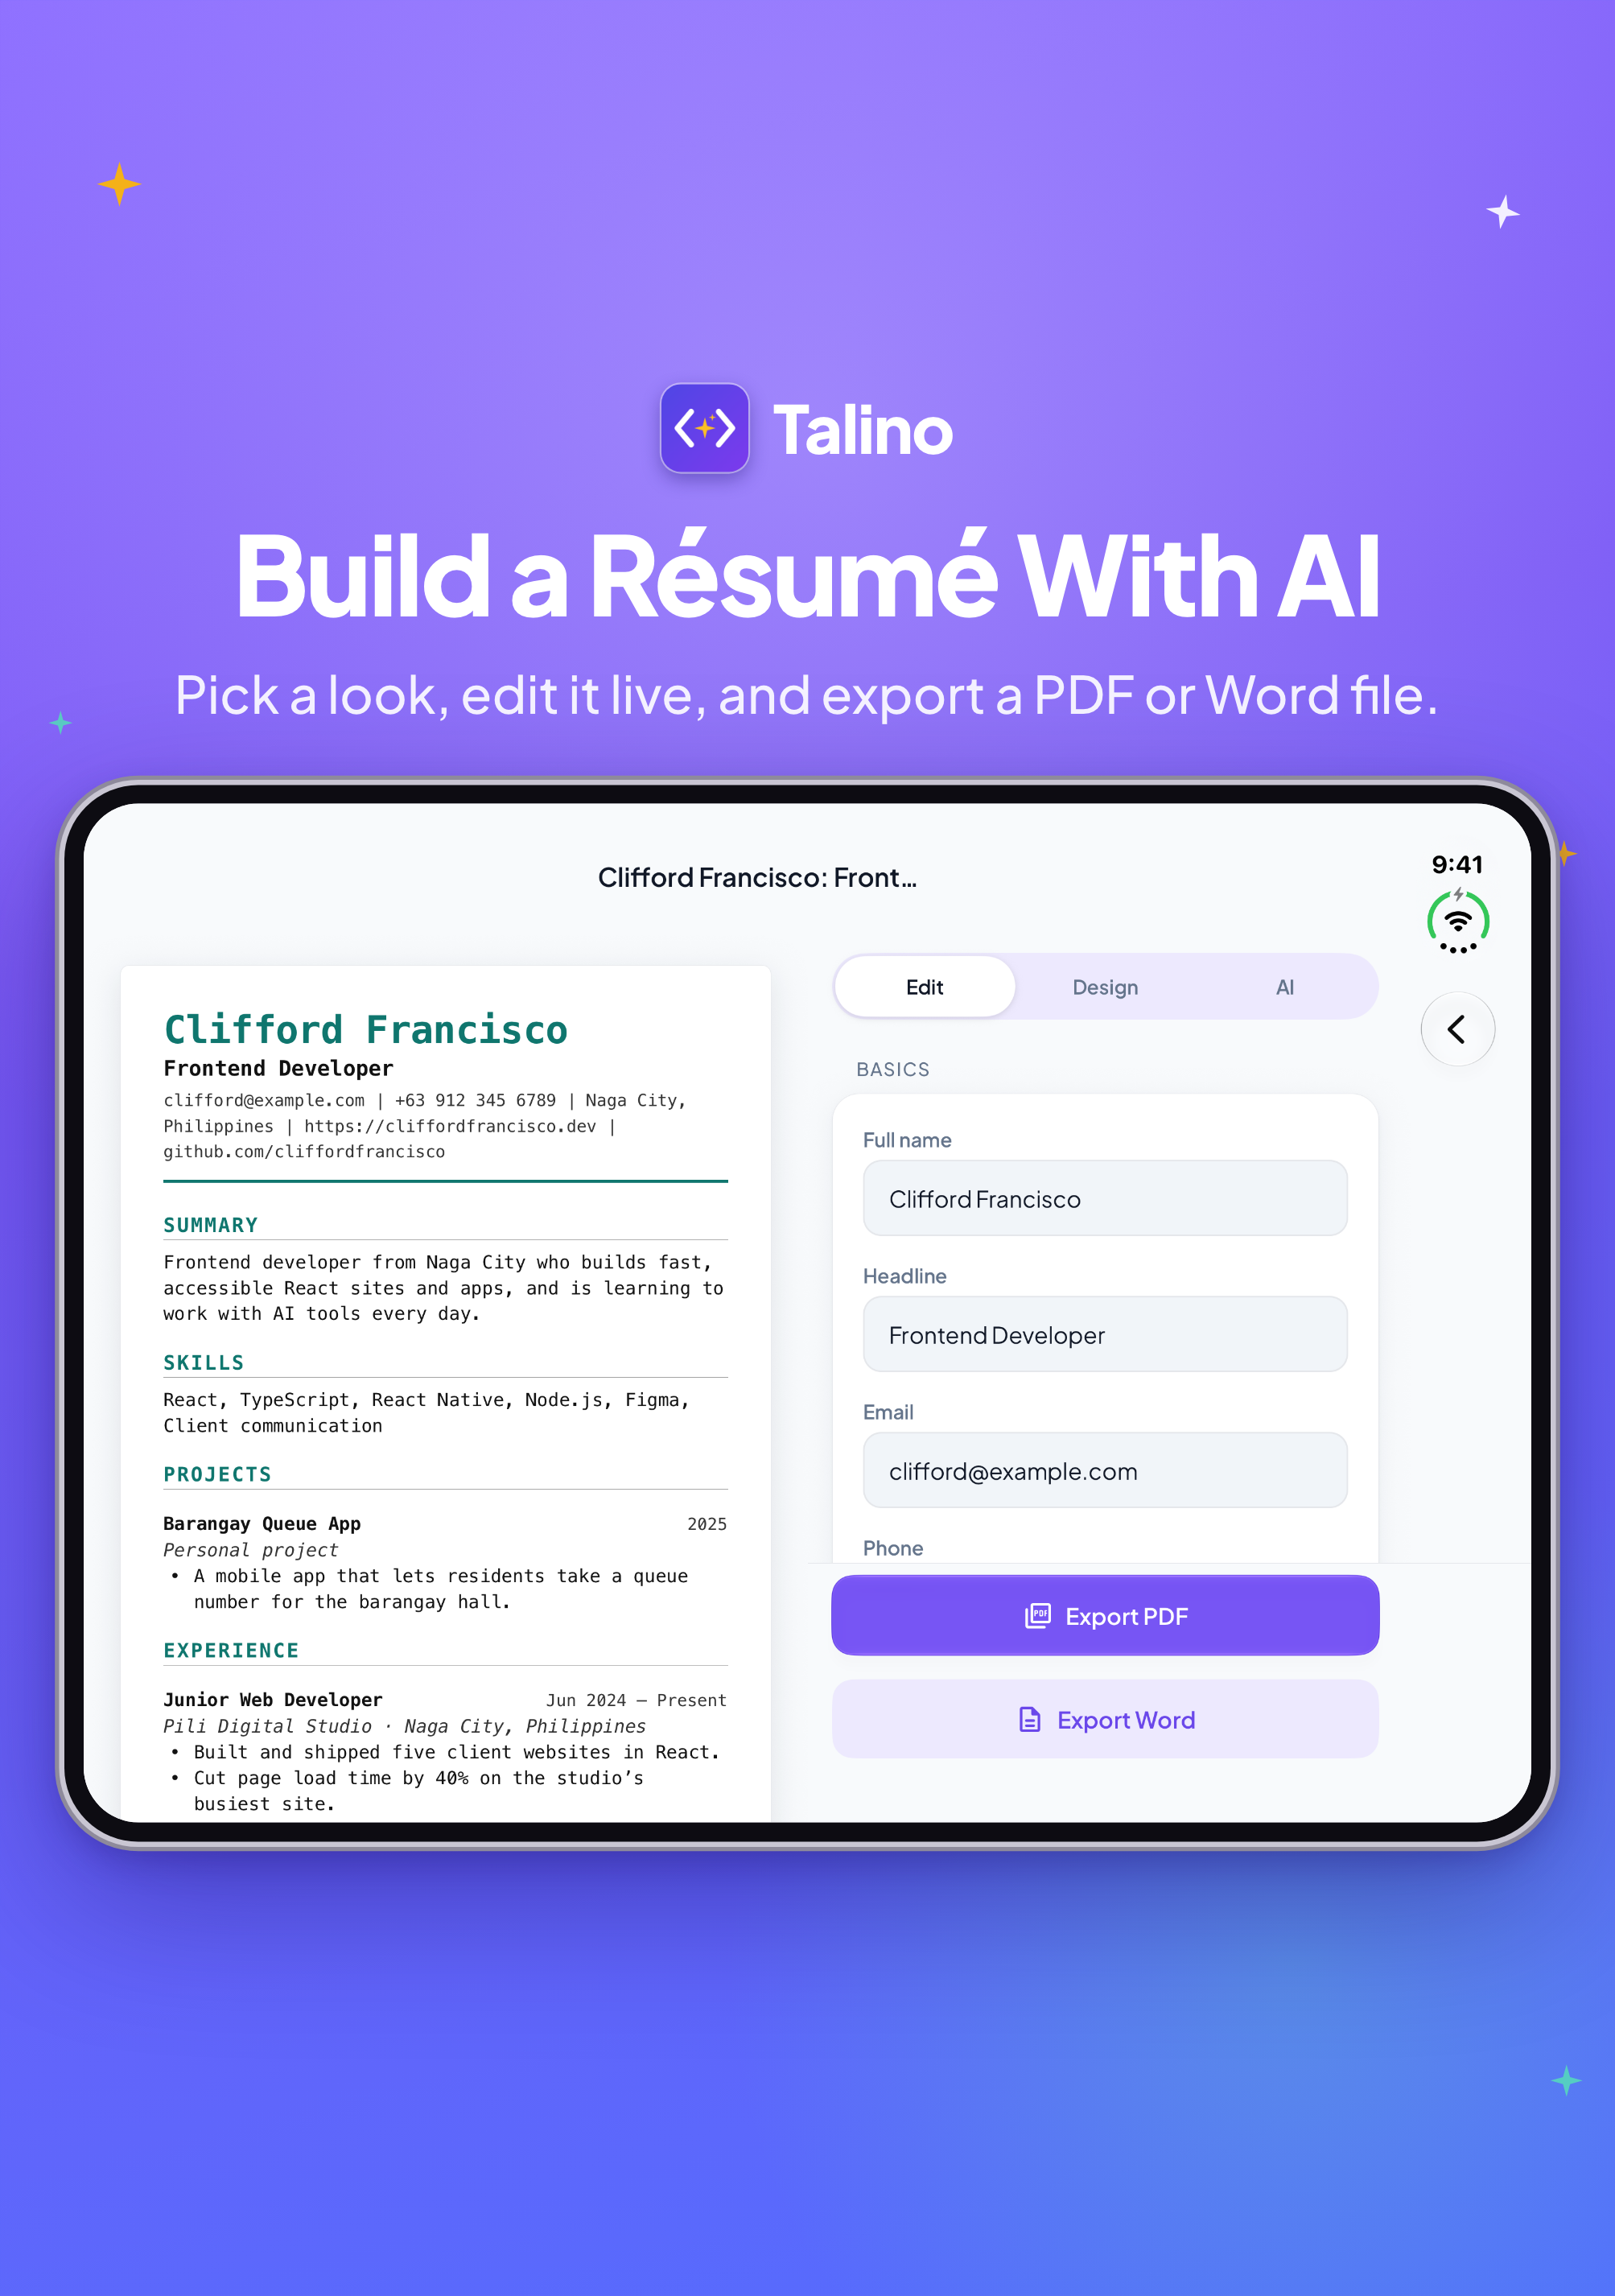 Talino
Build a Résumé With AI
Pick a look, edit it live, and export a PDF or Word file.
Clifford Francisco: Front...
9:41
Clifford Francisco
Frontend Developer
clifford@example.com | +63 912 345 6789 | Naga City,
Philippines | https://cliffordfrancisco.dev |
github.com/cliffordfrancisco
SUMMARY
Frontend developer from Naga City who builds fast,
accessible React sites and apps, and is learning to
work with AI tools every day.
SKILLS
React, TypeScript, React Native, Node.js, Figma,
Client communication
PROJECTS
Barangay Queue App 2025
Personal project
• A mobile app that lets residents take a queue
number for the barangay hall.
EXPERIENCE
Junior Web Developer Jun 2024 – Present
Pili Digital Studio · Naga City, Philippines
• Built and shipped five client websites in React.
• Cut page load time by 40% on the studio’s
busiest site.
Edit Design AI
BASICS
Full name
Clifford Francisco
Headline
Frontend Developer
Email
clifford@example.com
Phone
PDF Export PDF
Export Word